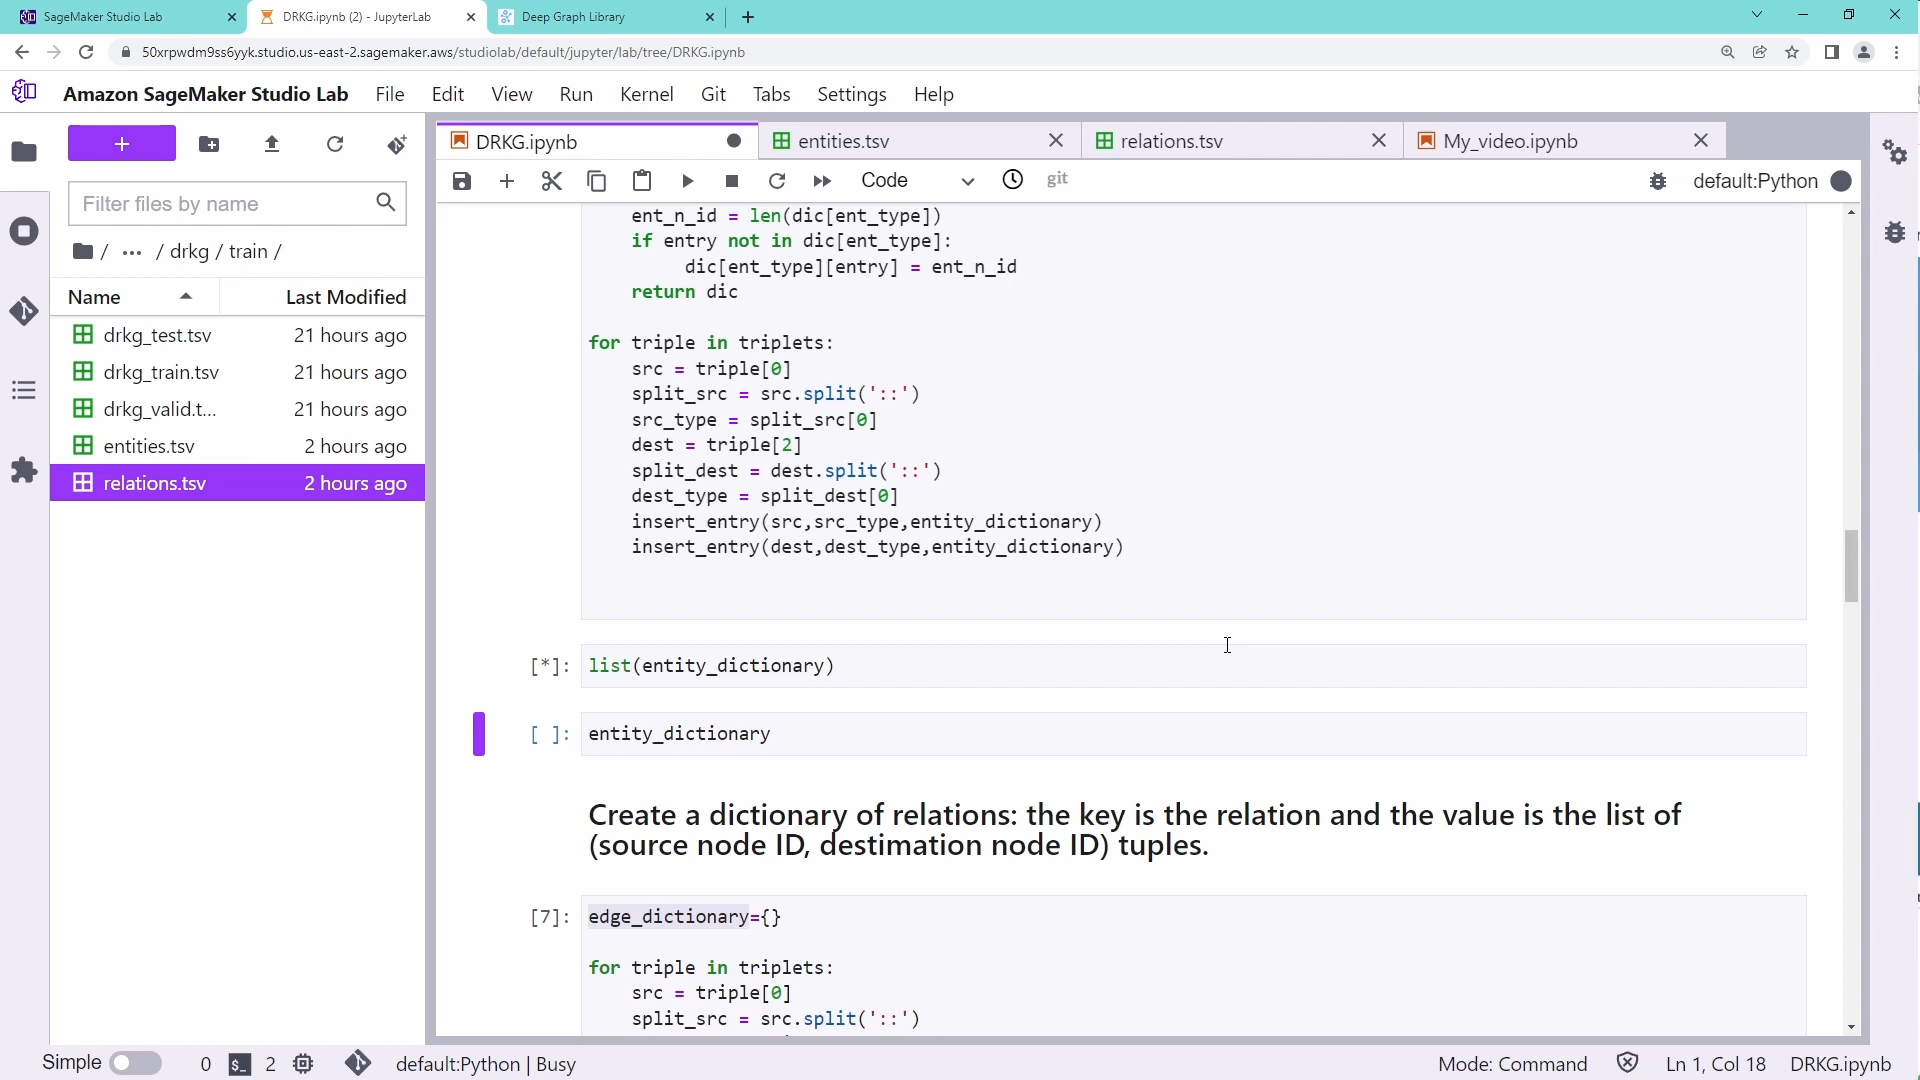 SageMaker Studio Lab
DRKG.ipynb (2) - JupyterLab
Deep Graph Library
50xrpwdm9ss6yyk.studio.us-east-2.sagemaker.aws/studiolab/default/jupyter/lab/tree/DRKG.ipynb
Amazon SageMaker Studio Lab File Edit View Run Kernel Git Tabs Settings Help
DRKG.ipynb
entities.tsv
relations.tsv
My_video.ipynb
Code
git
default:Python
Filter files by name
/ ... / drkg / train /
Name Last Modified
drkg_test.tsv 21 hours ago
drkg_train.tsv 21 hours ago
drkg_valid.t... 21 hours ago
entities.tsv 2 hours ago
relations.tsv 2 hours ago
ent_n_id = len(dic[ent_type])
if entry not in dic[ent_type]:
dic[ent_type][entry] = ent_n_id
return dic
for triple in triplets:
src = triple[0]
split_src = src.split('::')
src_type = split_src[0]
dest = triple[2]
split_dest = dest.split('::')
dest_type = split_dest[0]
insert_entry(src,src_type,entity_dictionary)
insert_entry(dest,dest_type,entity_dictionary)
[*]: list(entity_dictionary)
[ ]: entity_dictionary
Create a dictionary of relations: the key is the relation and the value is the list of
(source node ID, destimation node ID) tuples.
[7]: edge_dictionary={}
for triple in triplets:
src = triple[0]
split_src = src.split('::')
Simple 0 $_ 2 default:Python | Busy
Mode: Command Ln 1, Col 18 DRKG.ipynb